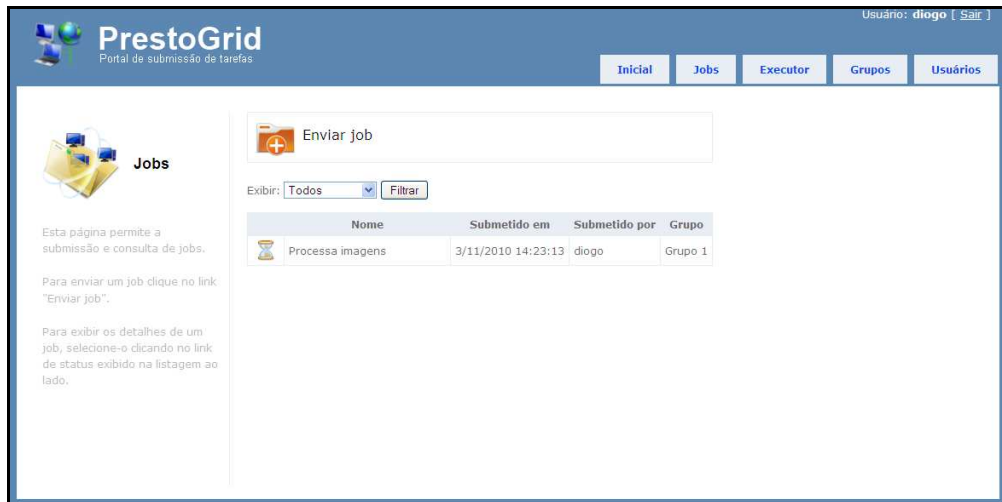 Usuário: diogo [ Sair ]
PrestoGrid
Portal de submissão de tarefas
Inicial Jobs Executor Grupos Usuários
Jobs
Esta página permite a
submissão e consulta de jobs.
Para enviar um job clique no link
"Enviar job".
Para exibir os detalhes de um
job, selecione-o clicando no link
de status exibido na listagem ao
lado.
Enviar job
Exibir: Todos Filtrar
Nome Submetido em Submetido por Grupo
Processa imagens 3/11/2010 14:23:13 diogo Grupo 1